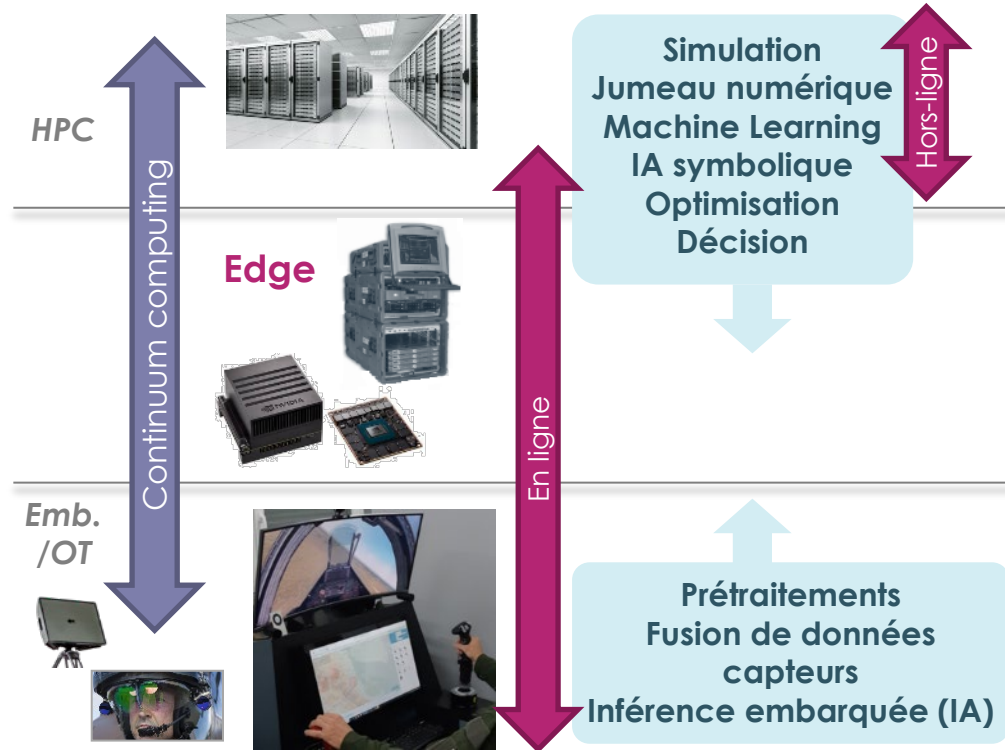 HPC
Continuum computing
Simulation
Jumeau numérique
Machine Learning
IA symbolique
Optimisation
Décision
Hors-ligne
Edge
NVIDIA
En ligne
Emb.
/OT
Prétraitements
Fusion de données
capteurs
Inférence embarquée (IA)